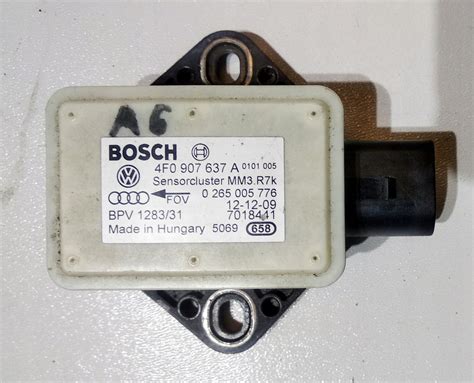 A6
BOSCH
4F0 907 637 A 0101 005
Sensorcluster MM3.R7k
FOV 0 265 005 776
12-12-09
BPV 1283/31 7018441
Made in Hungary 5069 658